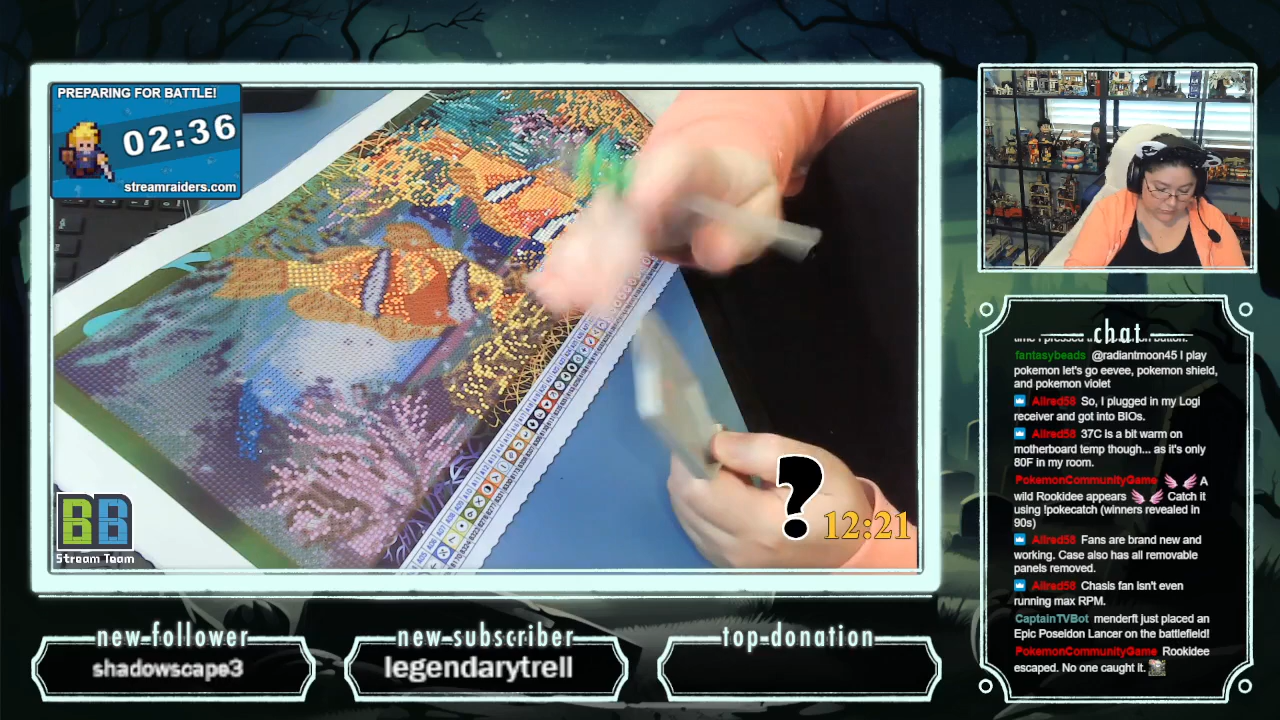 PREPARING FOR BATTLE!
02:36
streamraiders.com
BB
Stream Team
12:21
?
chat
fantasybeads @radiantmoon45 I play
pokemon let's go eevee, pokemon shield,
and pokemon violet
Allred58 So, I plugged in my Logi
receiver and got into BIOs.
Allred58 37C is a bit warm on
motherboard temp though... as it's only
80F in my room.
PokemonCommunityGame A
wild Rookidee appears Catch it
using !pokecatch (winners revealed in
90s)
Allred58 Fans are brand new and
working. Case also has all removable
panels removed.
Allred58 Chasis fan isn't even
running max RPM.
CaptainTVBot menderft just placed an
Epic Poseidon Lancer on the battlefield!
PokemonCommunityGame Rookidee
escaped. No one caught it.
new follower
shadowscape3
new subscriber
legendarytrell
top donation